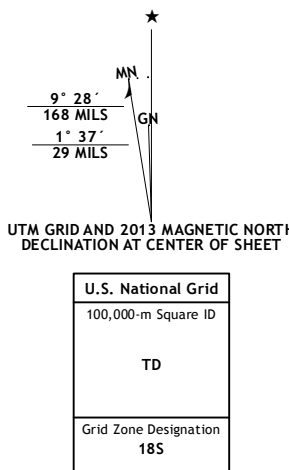 ★
MN
GN
9° 28´
168 MILS
1° 37´
29 MILS
UTM GRID AND 2013 MAGNETIC NORTH
DECLINATION AT CENTER OF SHEET
U.S. National Grid
100,000-m Square ID
TD
Grid Zone Designation
18S